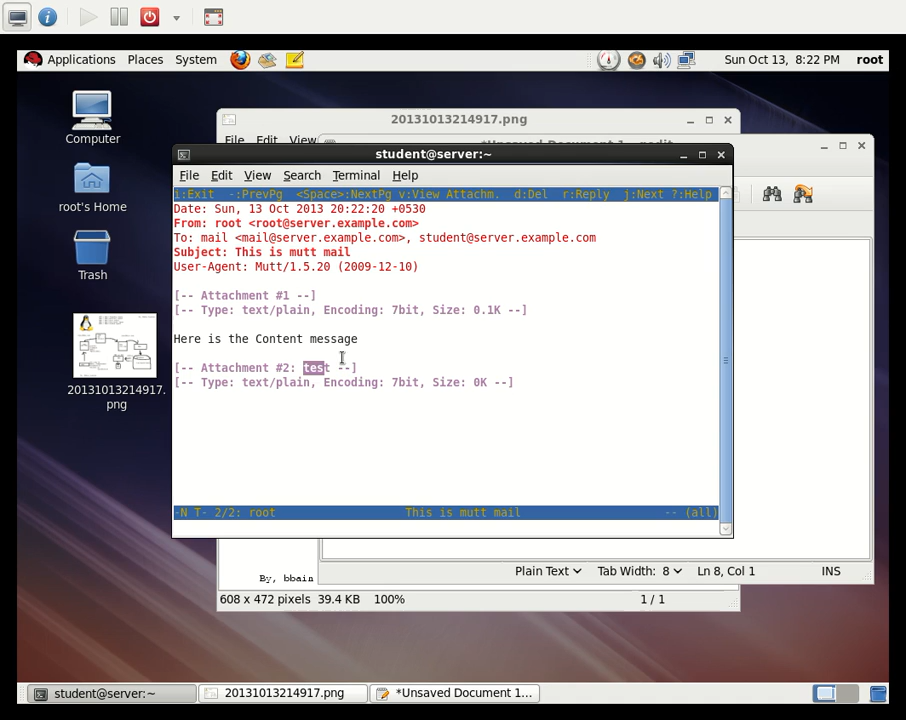 Applications Places System Sun Oct 13, 8:22 PM root
Computer
root's Home
Trash
20131013214917.
png
20131013214917.png
File Edit View
*Unsaved Document 1 - gedit
student@server:~
File Edit View Search Terminal Help
i:Exit -:PrevPg <Space>:NextPg v:View Attachm. d:Del r:Reply j:Next ?:Help
Date: Sun, 13 Oct 2013 20:22:20 +0530
From: root <root@server.example.com>
To: mail <mail@server.example.com>, student@server.example.com
Subject: This is mutt mail
User-Agent: Mutt/1.5.20 (2009-12-10)
[-- Attachment #1 --]
[-- Type: text/plain, Encoding: 7bit, Size: 0.1K --]
Here is the Content message
[-- Attachment #2: test --]
[-- Type: text/plain, Encoding: 7bit, Size: 0K --]
-N T- 2/2: root This is mutt mail -- (all)
Plain Text Tab Width: 8 Ln 8, Col 1 INS
By, bbain
608 x 472 pixels 39.4 KB 100% 1 / 1
student@server:~ 20131013214917.png *Unsaved Document 1...